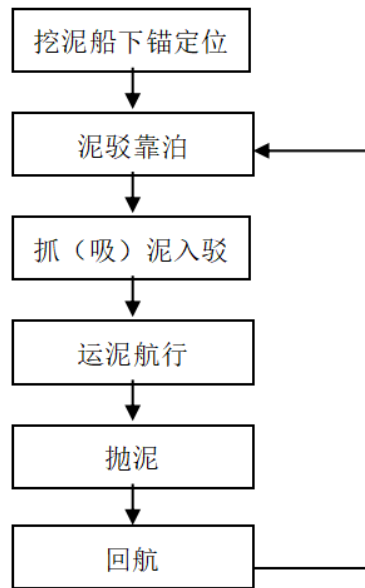 挖泥船下锚定位
泥驳靠泊
抓（吸）泥入驳
运泥航行
抛泥
回航